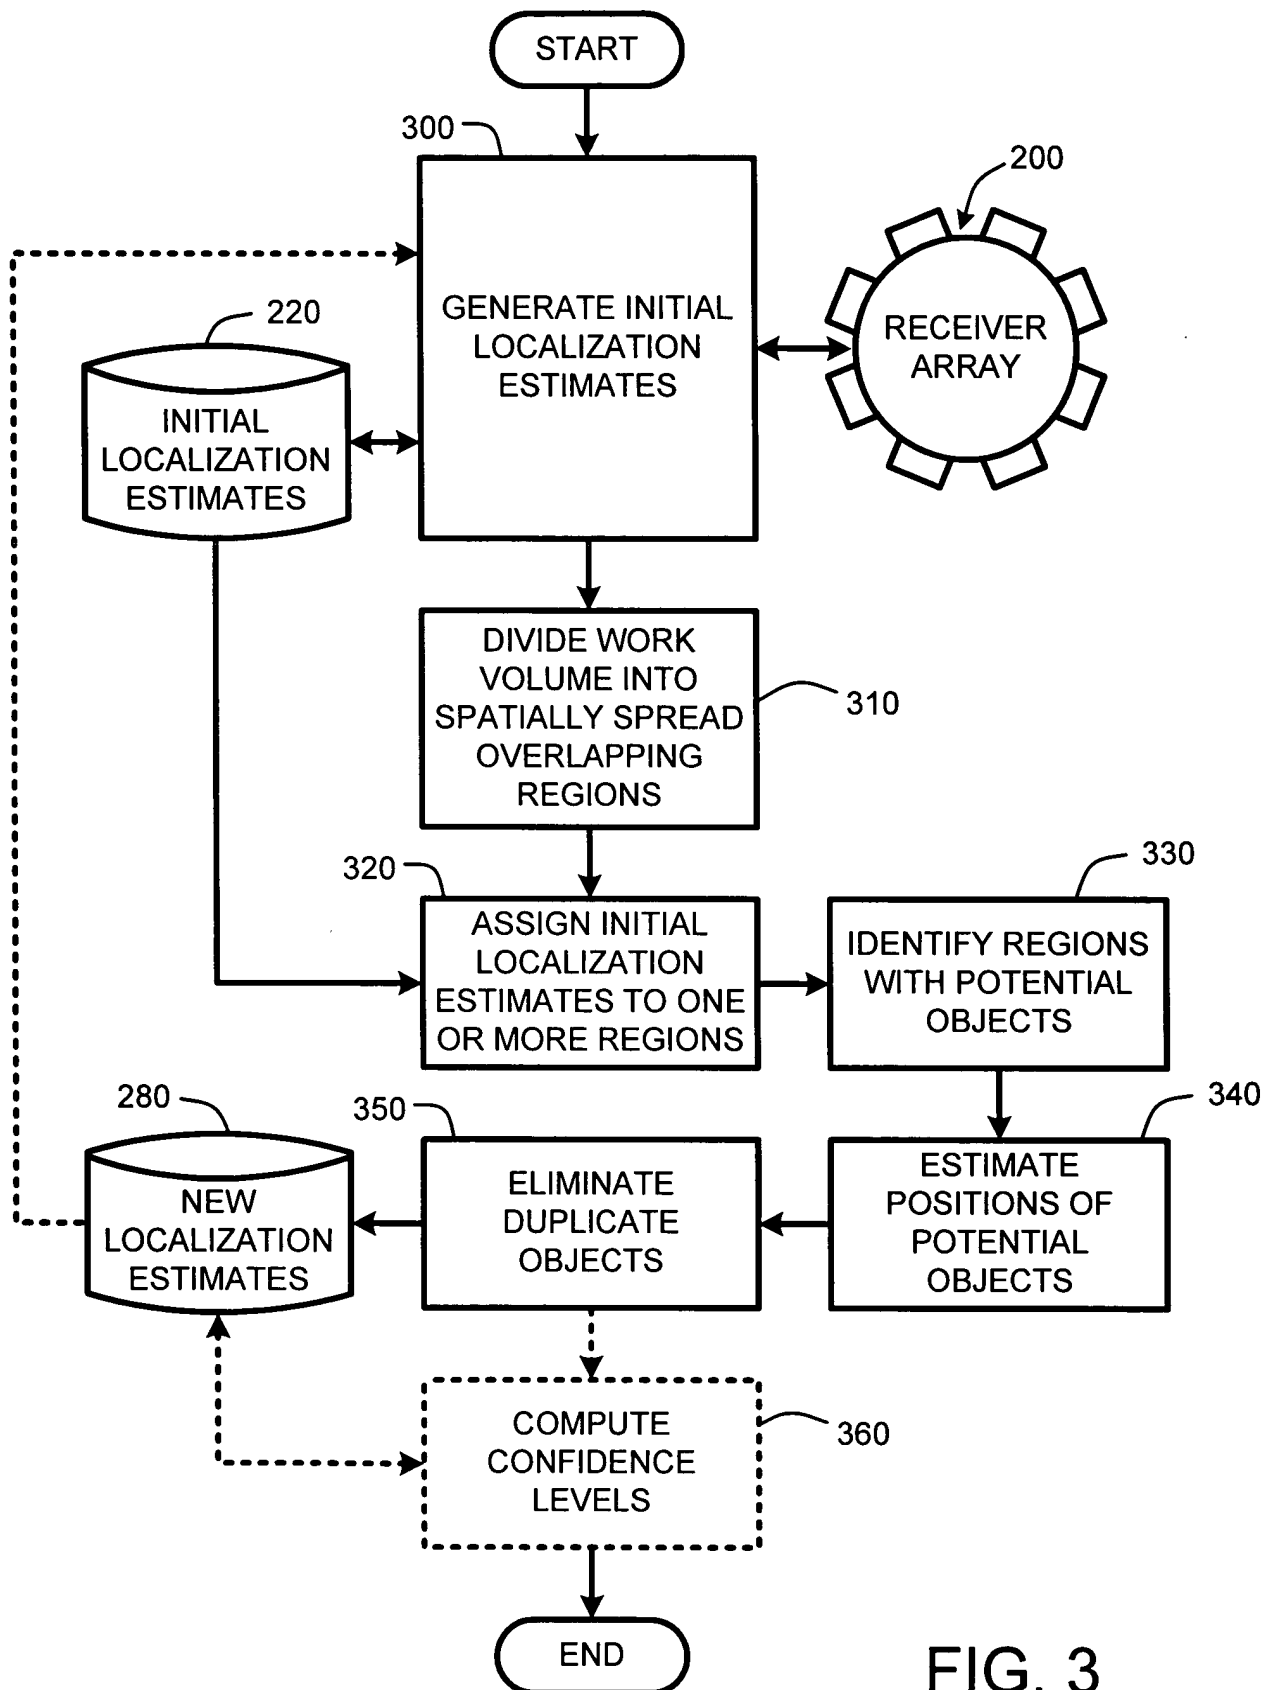 START
300
200
GENERATE INITIAL
LOCALIZATION
ESTIMATES
RECEIVER
ARRAY
220
INITIAL
LOCALIZATION
ESTIMATES
DIVIDE WORK
VOLUME INTO
SPATIALLY SPREAD
OVERLAPPING
REGIONS
310
320
ASSIGN INITIAL
LOCALIZATION
ESTIMATES TO ONE
OR MORE REGIONS
330
IDENTIFY REGIONS
WITH POTENTIAL
OBJECTS
280
NEW
LOCALIZATION
ESTIMATES
350
ELIMINATE
DUPLICATE
OBJECTS
340
ESTIMATE
POSITIONS OF
POTENTIAL
OBJECTS
COMPUTE
CONFIDENCE
LEVELS
360
END
FIG. 3